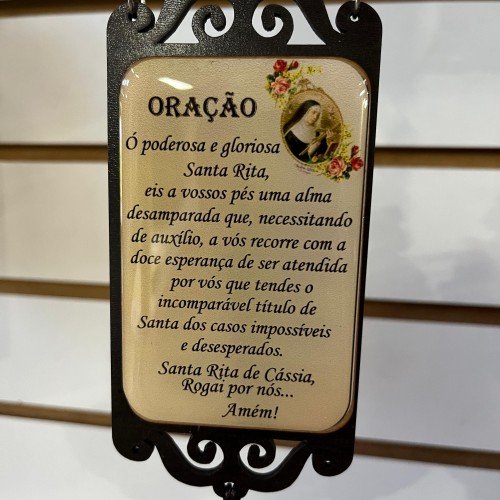 ORAÇÃO
Ó poderosa e gloriosa
Santa Rita,
eis a vossos pés uma alma
desamparada que, necessitando
de auxílio, a vós recorre com a
doce esperança de ser atendida
por vós que tendes o
incomparável título de
Santa dos casos impossíveis
e desesperados.
Santa Rita de Cássia,
Rogai por nós...
Amém!